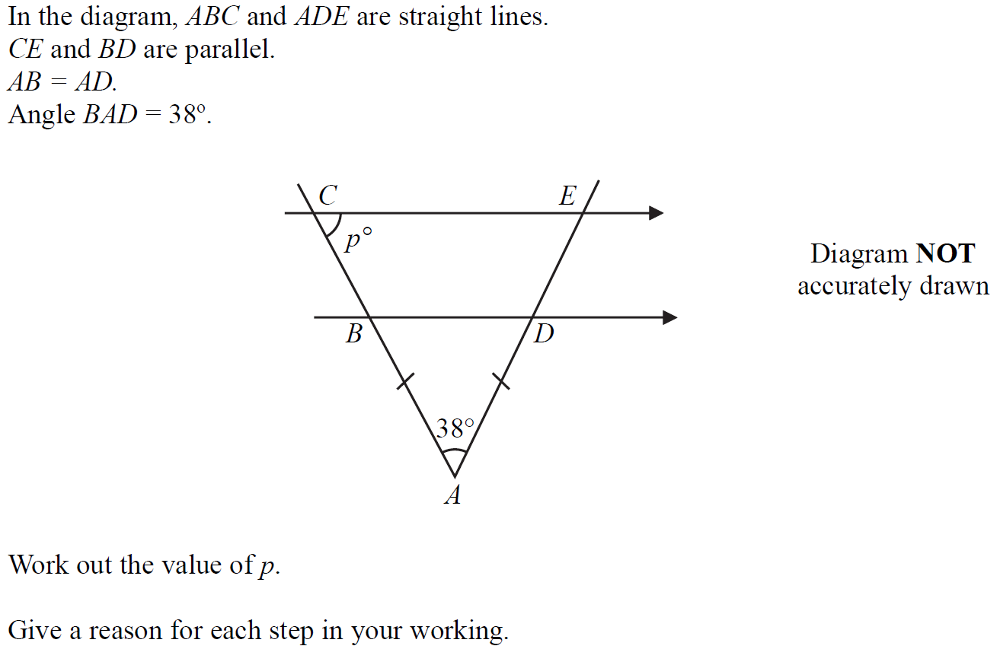 In the diagram, ABC and ADE are straight lines.
CE and BD are parallel.
AB = AD.
Angle BAD = 38º.
C
E
p°
Diagram NOT
accurately drawn
B
D
38°
A
Work out the value of p.
Give a reason for each step in your working.